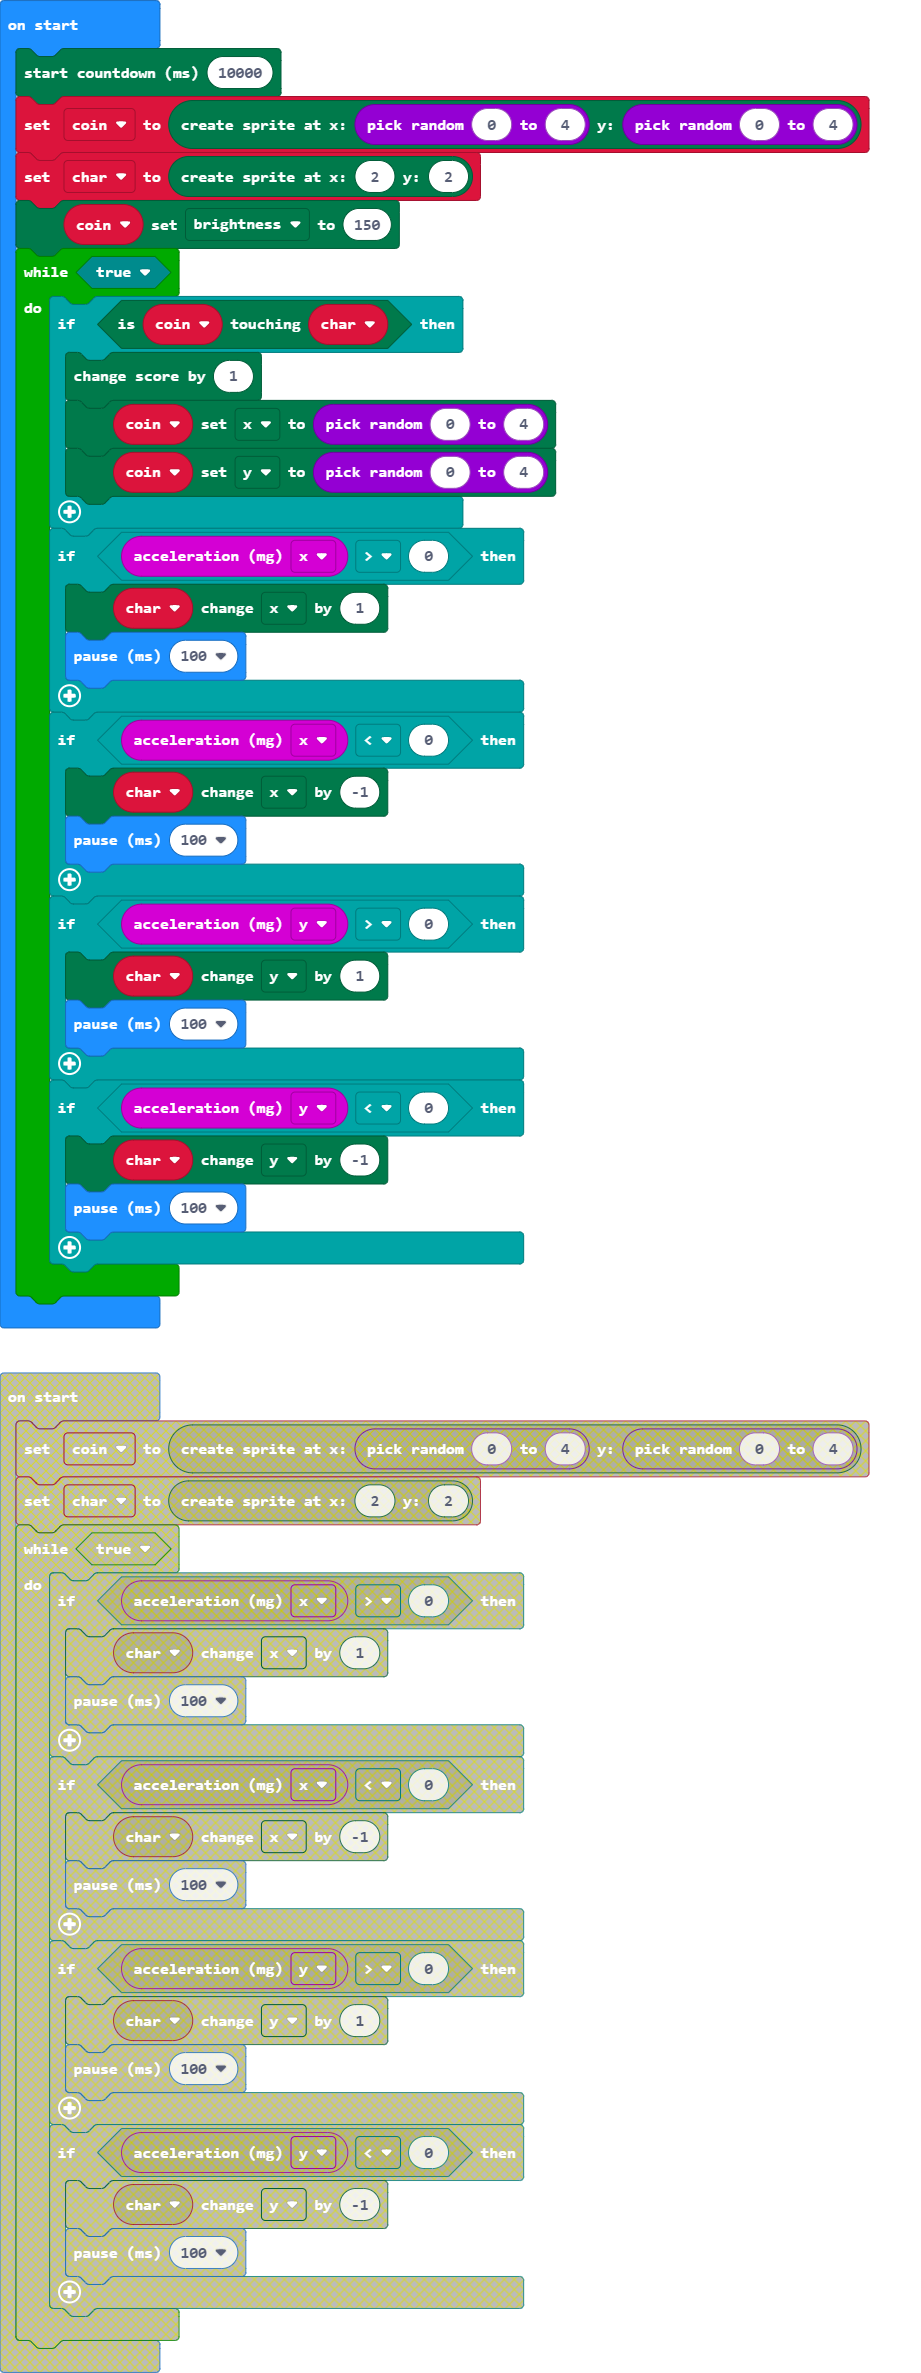 on start
start countdown (ms) 10000
set coin to create sprite at x: pick random 0 to 4 y: pick random 0 to 4
set char to create sprite at x: 2 y: 2
coin set brightness to 150
while true
do
if is coin touching char then
change score by 1
coin set x to pick random 0 to 4
coin set y to pick random 0 to 4
if acceleration (mg) x > 0 then
char change x by 1
pause (ms) 100
if acceleration (mg) x < 0 then
char change x by -1
pause (ms) 100
if acceleration (mg) y > 0 then
char change y by 1
pause (ms) 100
if acceleration (mg) y < 0 then
char change y by -1
pause (ms) 100
on start
set coin to create sprite at x: pick random 0 to 4 y: pick random 0 to 4
set char to create sprite at x: 2 y: 2
while true
do
if acceleration (mg) x > 0 then
char change x by 1
pause (ms) 100
if acceleration (mg) x < 0 then
char change x by -1
pause (ms) 100
if acceleration (mg) y > 0 then
char change y by 1
pause (ms) 100
if acceleration (mg) y < 0 then
char change y by -1
pause (ms) 100